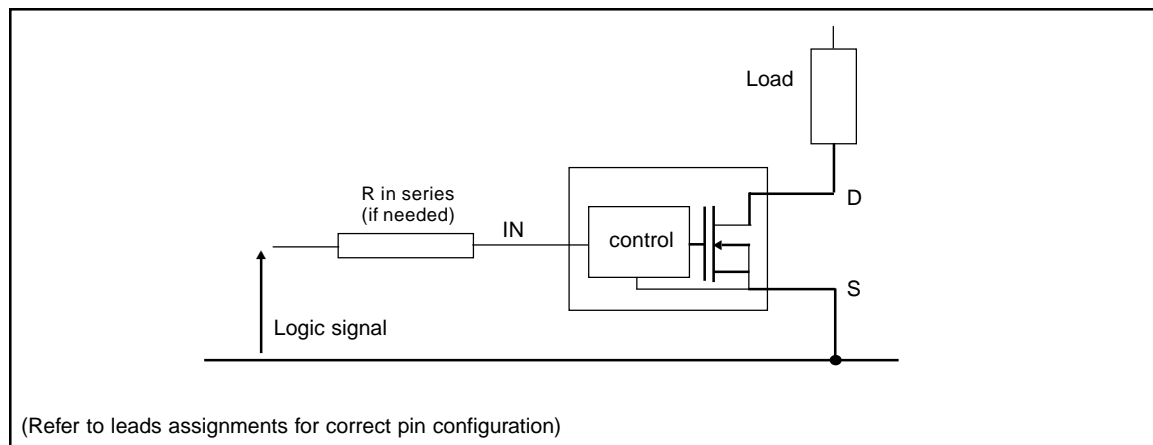 Load
R in series
(if needed)
IN
D
control
S
Logic signal
(Refer to leads assignments for correct pin configuration)